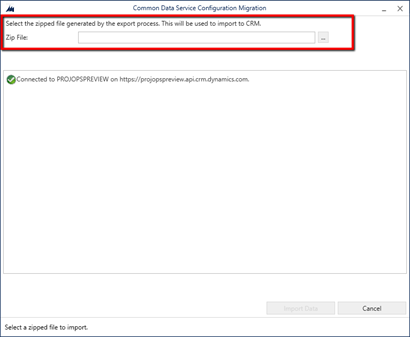 Common Data Service Configuration Migration
Select the zipped file generated by the export process. This will be used to import to CRM.
Zip File:
...
Connected to PROJOPSPREVIEW on https://projopspreview.api.crm.dynamics.com.
Import Data
Cancel
Select a zipped file to import.